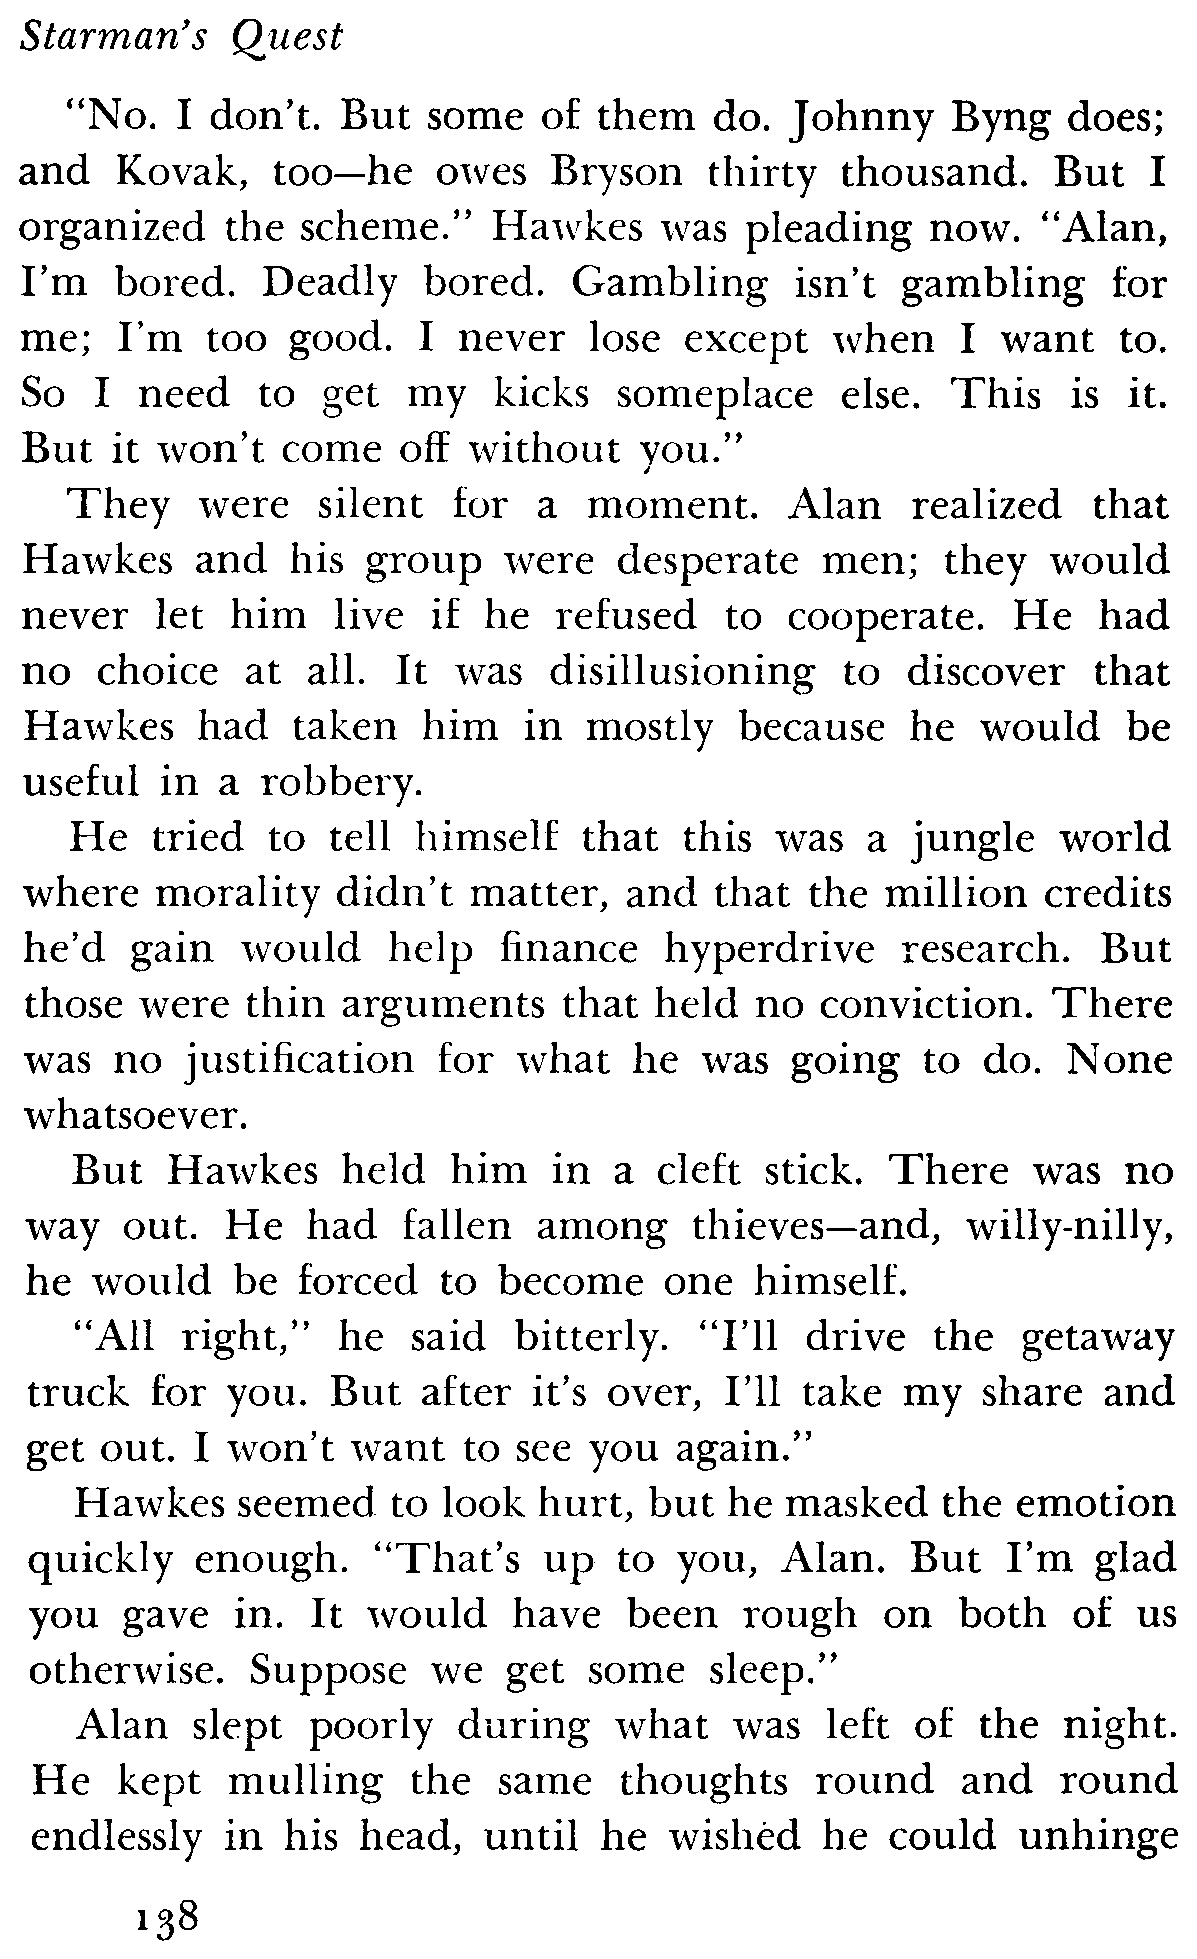 Starman's Quest
"No. I don't. But some of them do. Johnny Byng does;
and Kovak, too—he owes Bryson thirty thousand. But I
organized the scheme." Hawkes was pleading now. "Alan,
I'm bored. Deadly bored. Gambling isn't gambling for
me; I'm too good. I never lose except when I want to.
So I need to get my kicks someplace else. This is it.
But it won't come off without you."
They were silent for a moment. Alan realized that
Hawkes and his group were desperate men; they would
never let him live if he refused to cooperate. He had
no choice at all. It was disillusioning to discover that
Hawkes had taken him in mostly because he would be
useful in a robbery.
He tried to tell himself that this was a jungle world
where morality didn't matter, and that the million credits
he'd gain would help finance hyperdrive research. But
those were thin arguments that held no conviction. There
was no justification for what he was going to do. None
whatsoever.
But Hawkes held him in a cleft stick. There was no
way out. He had fallen among thieves—and, willy-nilly,
he would be forced to become one himself.
"All right," he said bitterly. "I'll drive the getaway
truck for you. But after it's over, I'll take my share and
get out. I won't want to see you again."
Hawkes seemed to look hurt, but he masked the emotion
quickly enough. "That's up to you, Alan. But I'm glad
you gave in. It would have been rough on both of us
otherwise. Suppose we get some sleep."
Alan slept poorly during what was left of the night.
He kept mulling the same thoughts round and round
endlessly in his head, until he wished he could unhinge
138